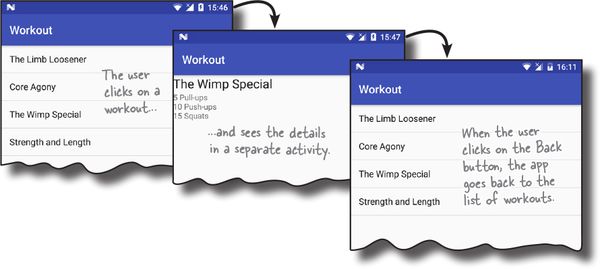 15:46
Workout
The Limb Loosener
Core Agony
The Wimp Special
Strength and Length
The user
clicks on a
workout...
15:47
Workout
The Wimp Special
5 Pull-ups
10 Push-ups
15 Squats
...and sees the details
in a separate activity.
16:11
Workout
The Limb Loosener
Core Agony
The Wimp Special
Strength and Length
When the user
clicks on the Back
button, the app
goes back to the
list of workouts.